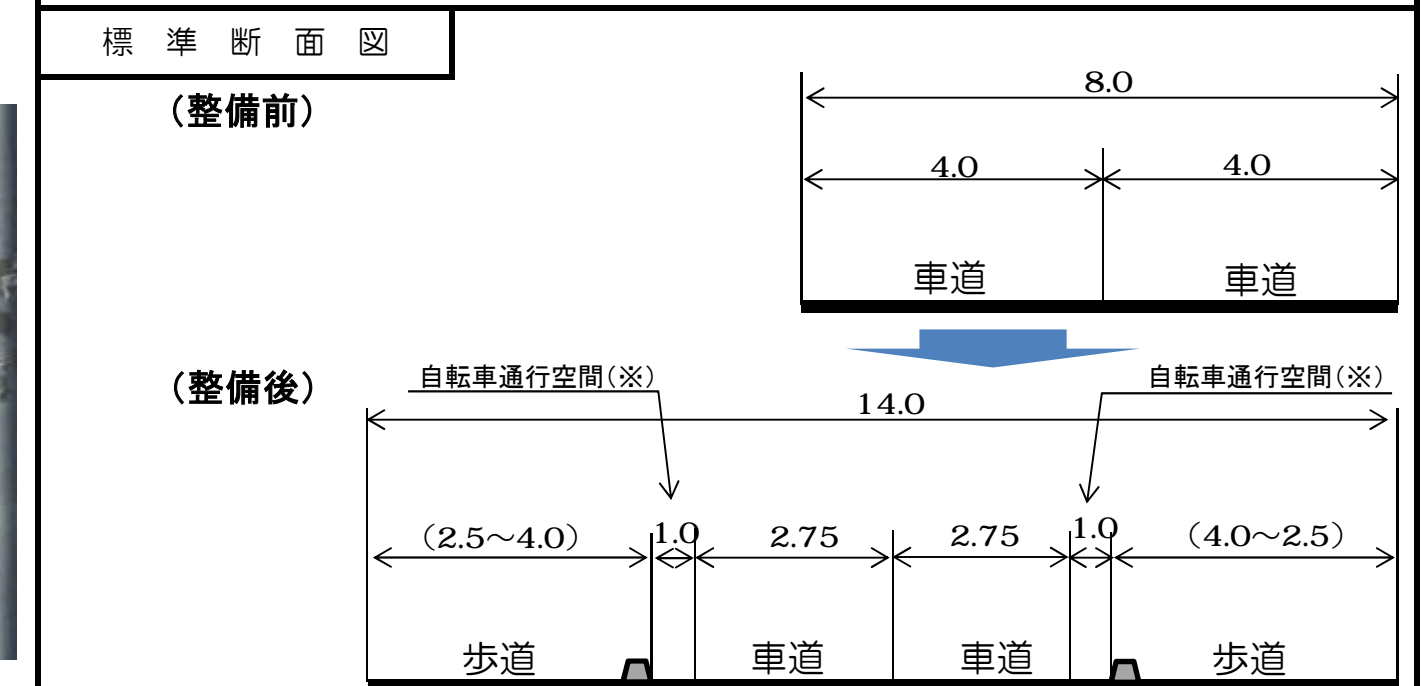 標準断面図
（整備前）
8.0
4.0 4.0
車道 車道
（整備後）
自転車通行空間（※） 自転車通行空間（※）
14.0
（2.5～4.0） 1.0 2.75 2.75 1.0 （4.0～2.5）
歩道 車道 車道 歩道